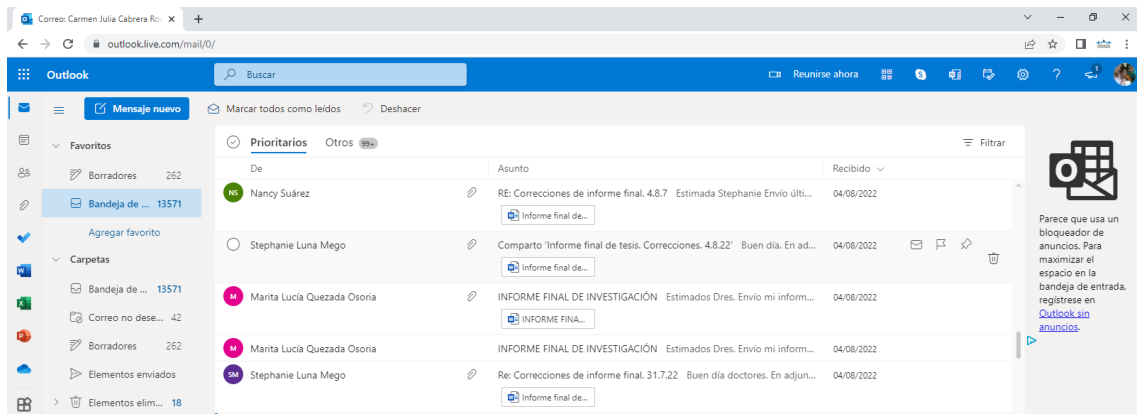 Correo: Carmen Julia Cabrera Ro
outlook.live.com/mail/0/
Outlook
Buscar
Reunirse ahora
1
Mensaje nuevo
Marcar todos como leídos
Deshacer
Favoritos
Borradores 262
Bandeja de ... 13571
Agregar favorito
Carpetas
Bandeja de ... 13571
Correo no dese... 42
Borradores 262
Elementos enviados
Elementos elim... 18
Prioritarios Otros 99+
Filtrar
De Asunto Recibido
NS Nancy Suárez RE: Correcciones de informe final. 4.8.7 Estimada Stephanie Envío últi... 04/08/2022
Informe final de...
Stephanie Luna Mego Comparto 'Informe final de tesis. Correcciones. 4.8.22' Buen día. En ad... 04/08/2022
Informe final de...
M Marita Lucía Quezada Osoria INFORME FINAL DE INVESTIGACIÓN Estimados Dres. Envío mi inform... 04/08/2022
INFORME FINA...
M Marita Lucía Quezada Osoria INFORME FINAL DE INVESTIGACIÓN Estimados Dres. Envío mi inform... 04/08/2022
SM Stephanie Luna Mego Re: Correcciones de informe final. 31.7.22 Buen día doctores. En adjun... 04/08/2022
Informe final de...
Parece que usa un
bloqueador de
anuncios. Para
maximizar el
espacio en la
bandeja de entrada,
regístrese en
Outlook sin
anuncios.